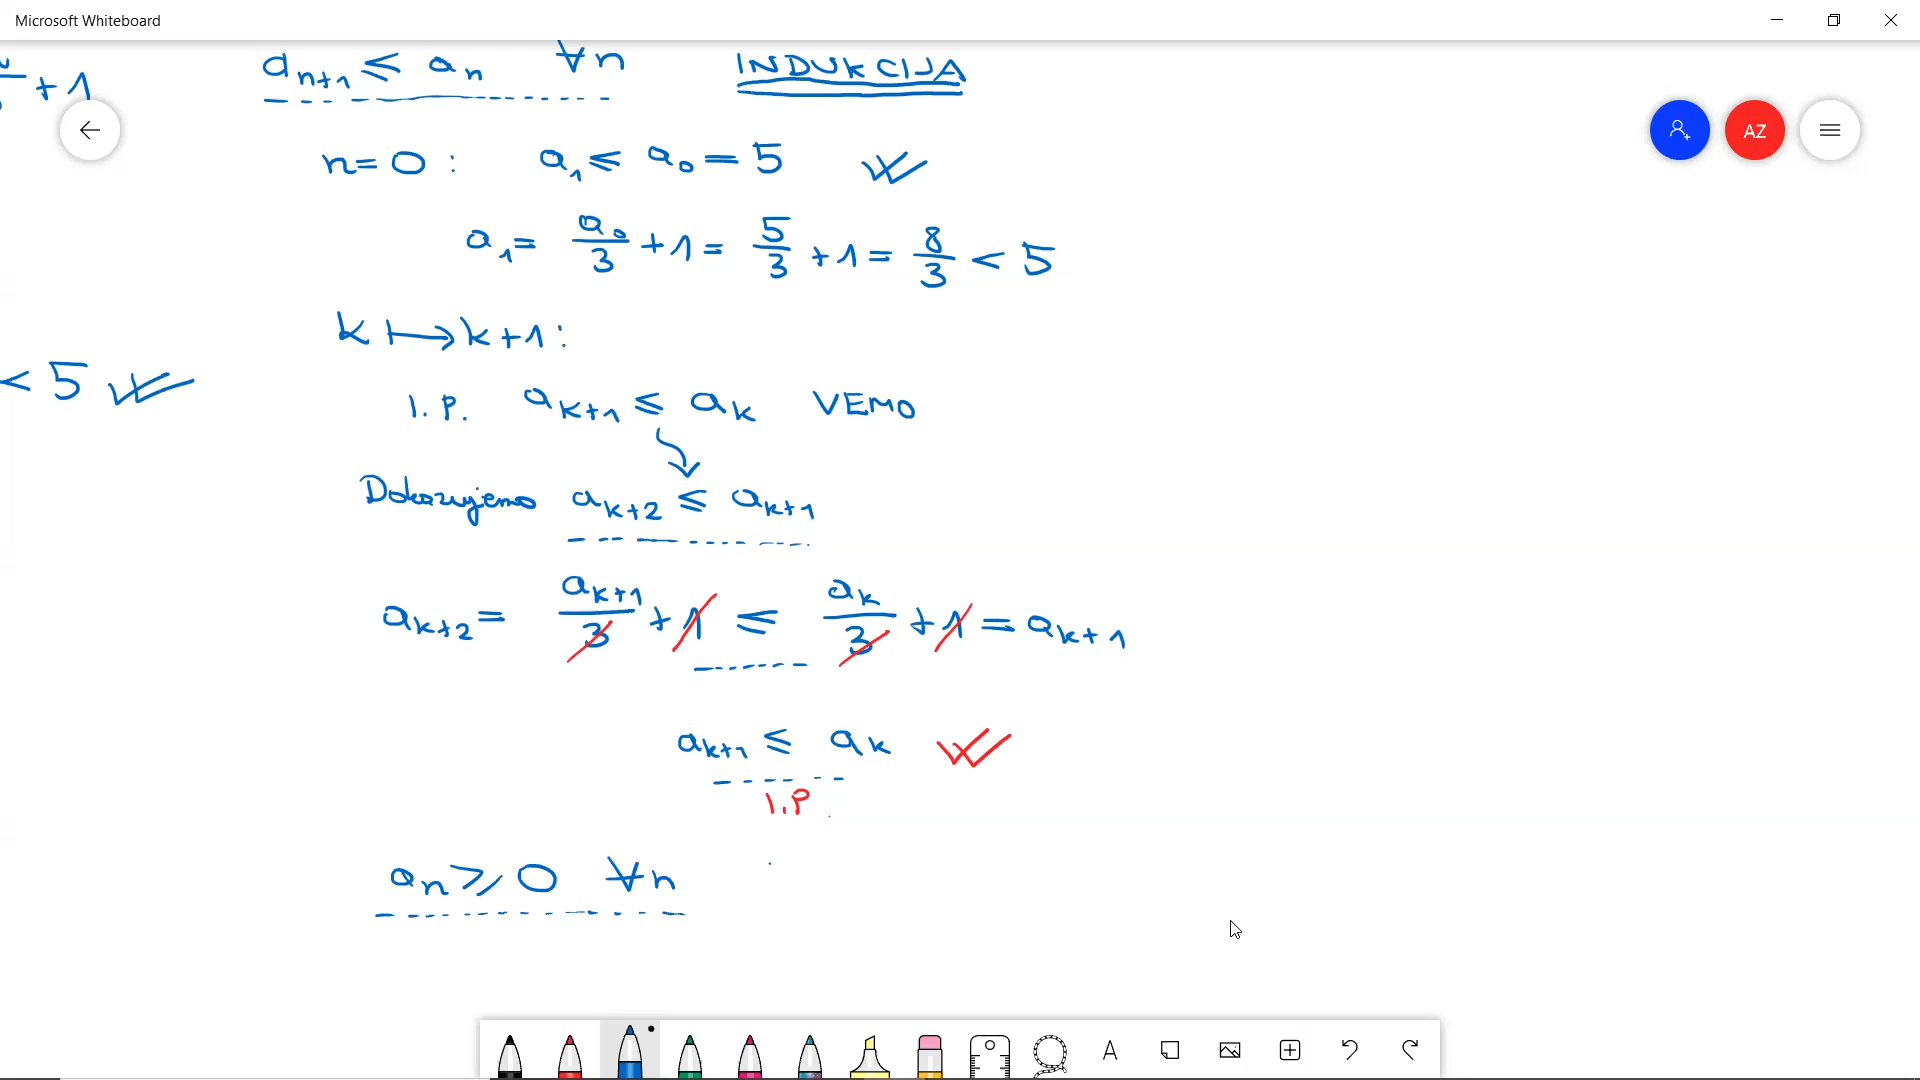 Microsoft Whiteboard
+ 1
a_{n+1} ≤ a_n ∀n INDUKCIJA
AZ
n = 0 : a_1 ≤ a_0 = 5
a_1 = a_0/3 + 1 = 5/3 + 1 = 8/3 < 5
k ↦ k+1 :
< 5
I.P. a_{k+1} ≤ a_k VEMO
Dokazujemo a_{k+2} ≤ a_{k+1}
a_{k+2} = a_{k+1}/3 + 1 ≤ a_k/3 + 1 = a_{k+1}
a_{k+1} ≤ a_k
I.P
a_n ≥ 0 ∀n